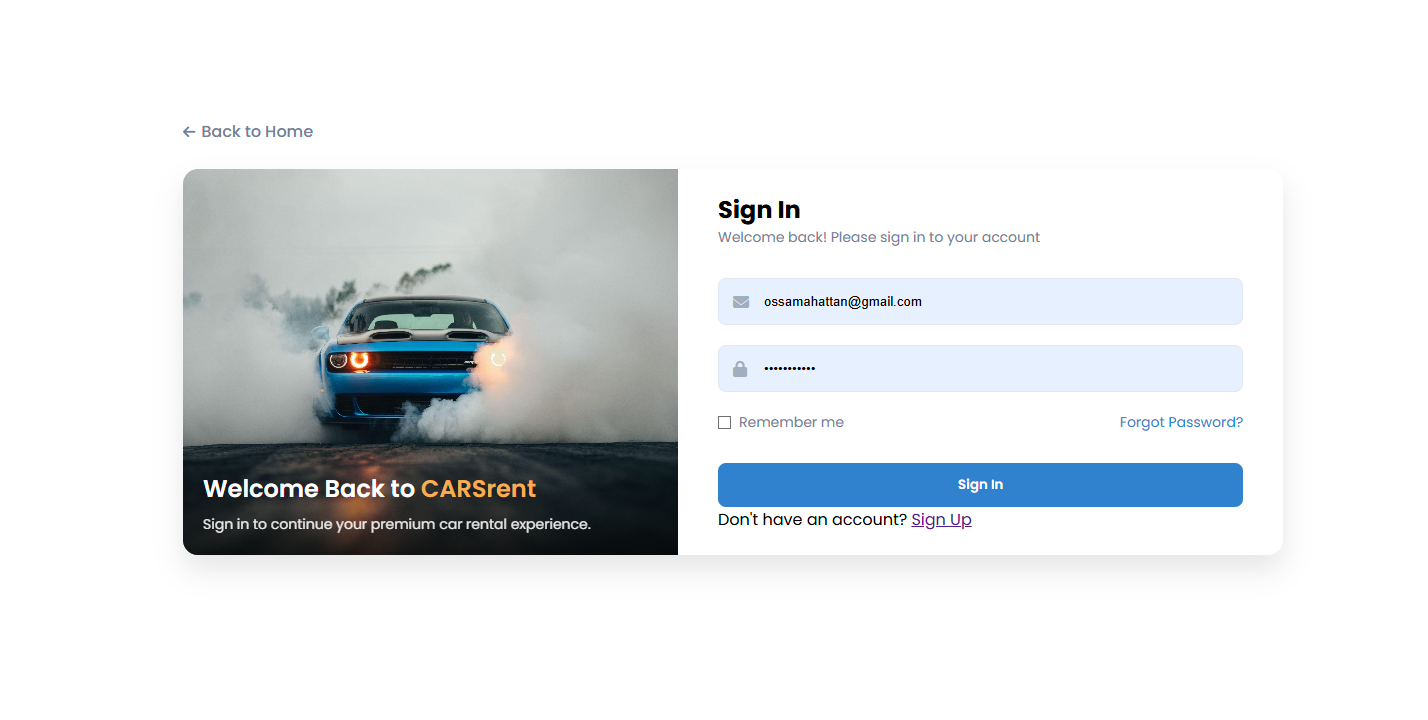 ← Back to Home
Welcome Back to CARSrent
Sign in to continue your premium car rental experience.
Sign In
Welcome back! Please sign in to your account
ossamahattan@gmail.com
•••••••••••
Remember me
Forgot Password?
Sign In
Don't have an account? Sign Up